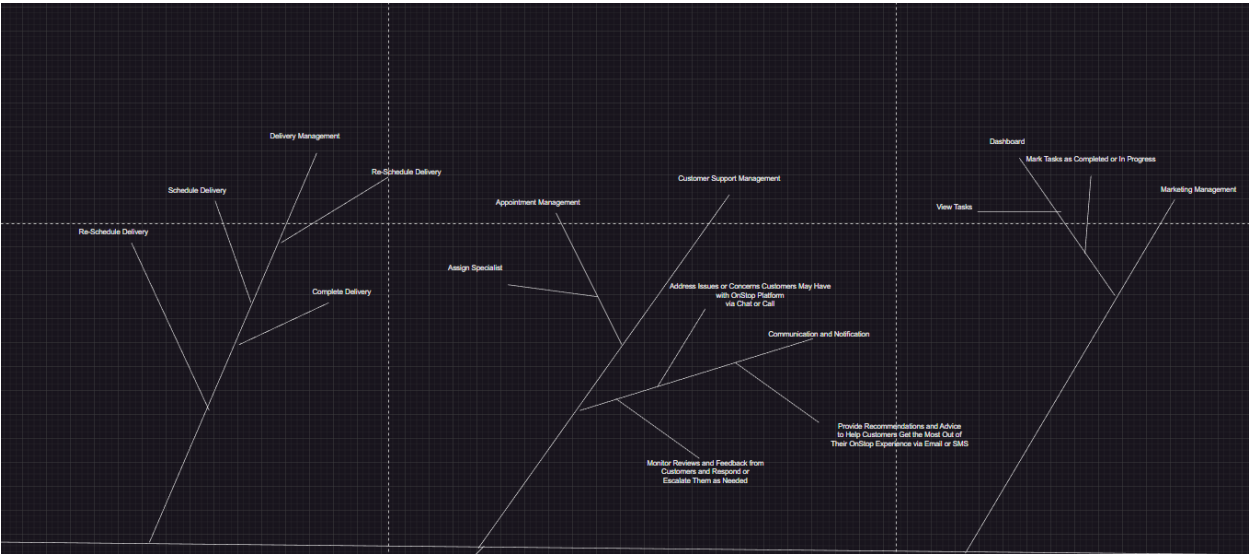 Delivery Management
Re-Schedule Delivery
Schedule Delivery
Re-Schedule Delivery
Complete Delivery
Customer Support Management
Appointment Management
Assign Specialist
Address Issues or Concerns Customers May Have
with OnStop Platform
via Chat or Call
Communication and Notification
Provide Recommendations and Advice
to Help Customers Get the Most Out of
Their OnStop Experience via Email or SMS
Monitor Reviews and Feedback from
Customers and Respond or
Escalate Them as Needed
Dashboard
Mark Tasks as Completed or In Progress
Marketing Management
View Tasks